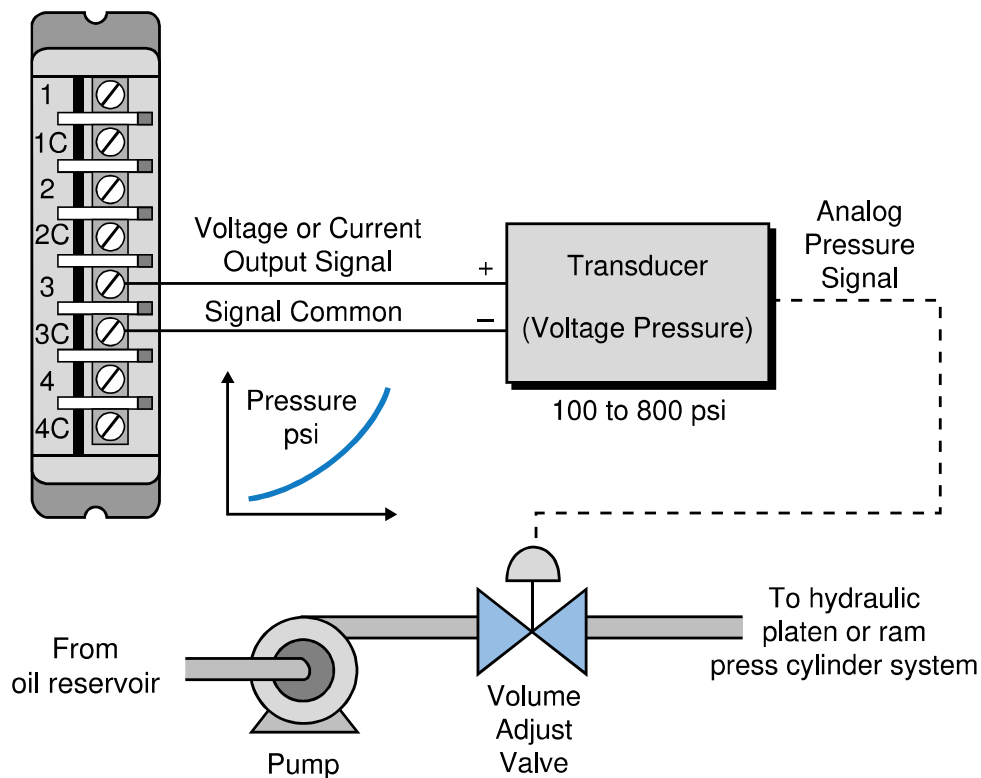 1
1C
2
2C
3
3C
4
4C
Voltage or Current
Output Signal
+
Signal Common
–
Transducer
(Voltage Pressure)
100 to 800 psi
Analog
Pressure
Signal
Pressure
psi
From
oil reservoir
Pump
Volume
Adjust
Valve
To hydraulic
platen or ram
press cylinder system